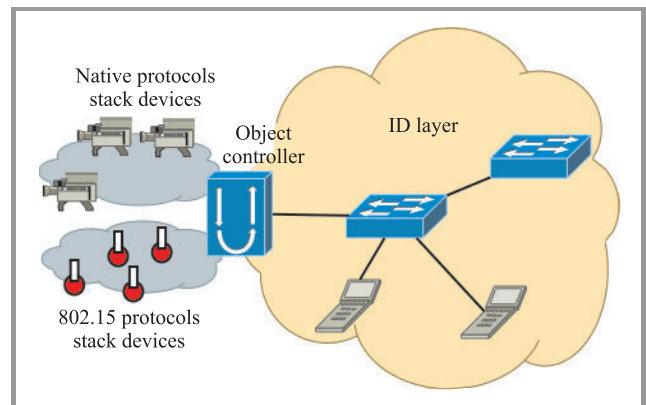 Native protocols
stack devices
Object
controller
ID layer
802.15 protocols
stack devices